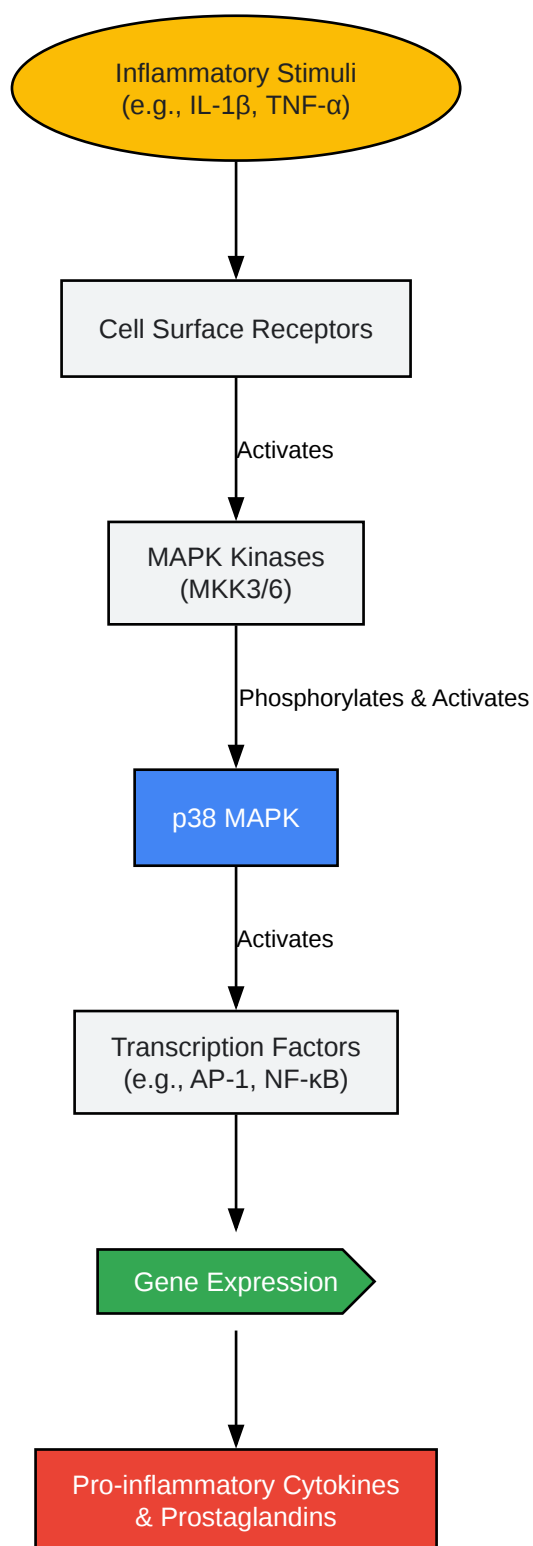 Inflammatory Stimuli
(e.g., IL-1β, TNF-α)
Cell Surface Receptors
Activates
MAPK Kinases
(MKK3/6)
Phosphorylates & Activates
p38 MAPK
Activates
Transcription Factors
(e.g., AP-1, NF-κB)
Gene Expression
Pro-inflammatory Cytokines
& Prostaglandins